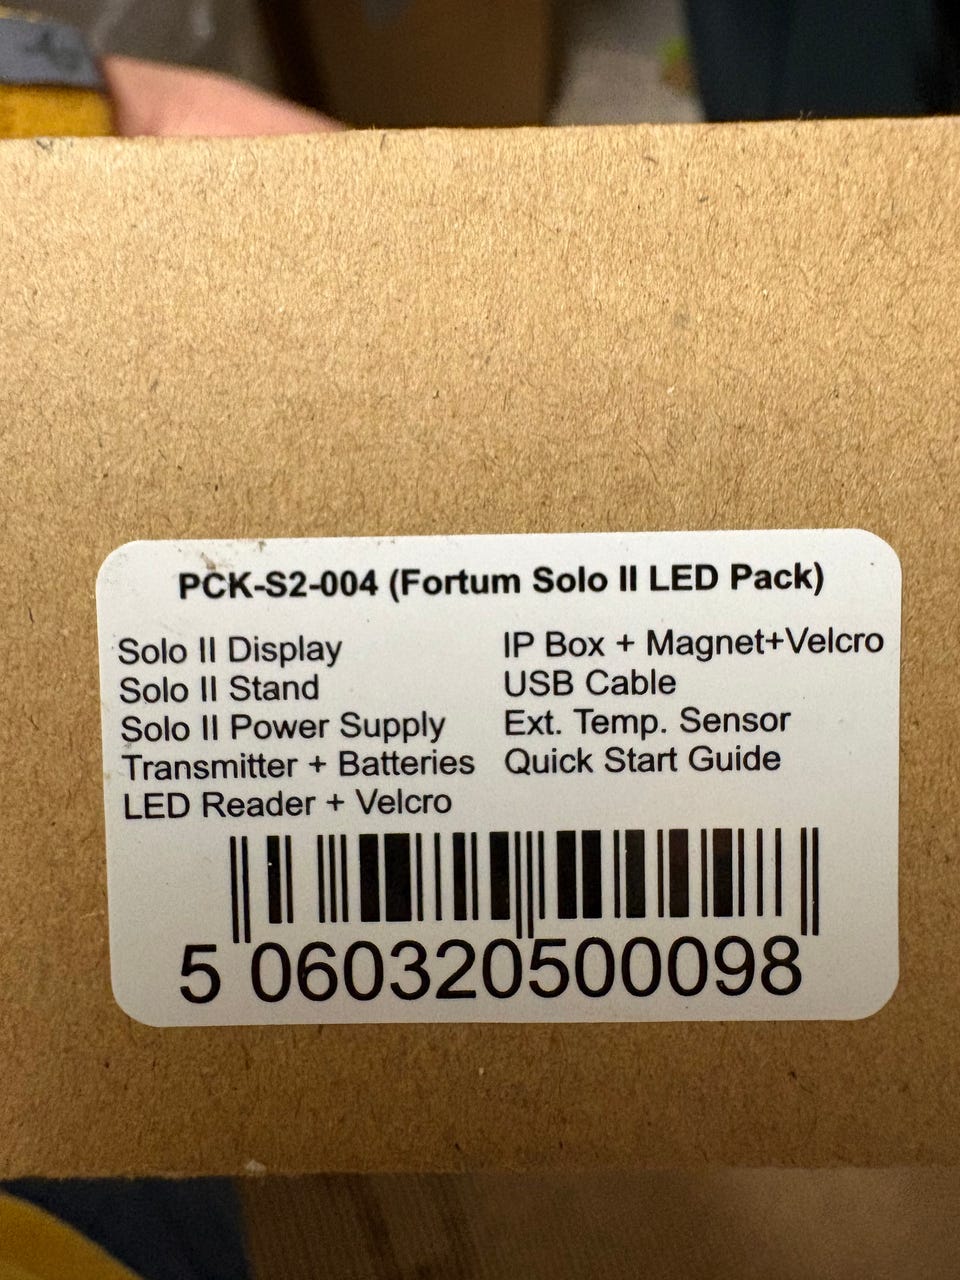 PCK-S2-004 (Fortum Solo II LED Pack)
Solo II Display
Solo II Stand
Solo II Power Supply
Transmitter + Batteries
LED Reader + Velcro
IP Box + Magnet+Velcro
USB Cable
Ext. Temp. Sensor
Quick Start Guide
5 060320500098